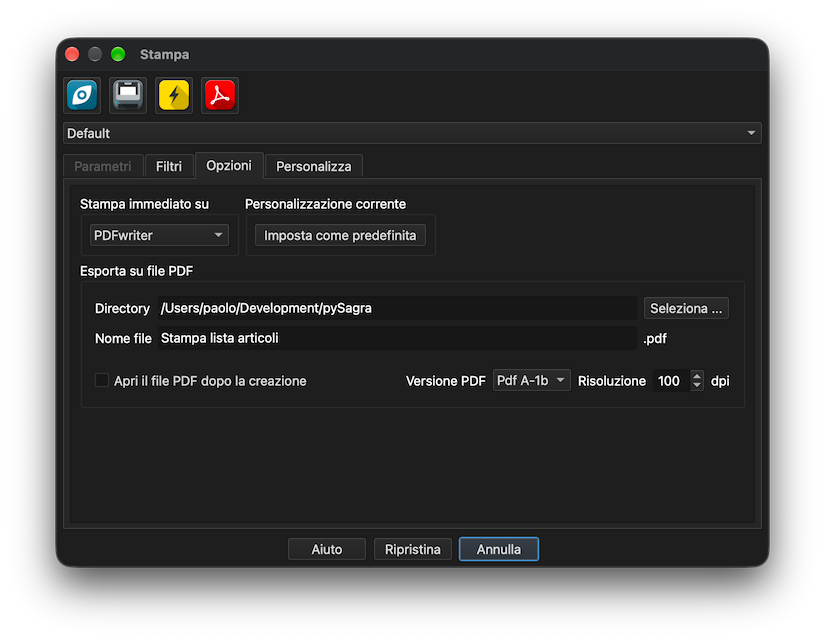 Stampa
Default
Parametri Filtri Opzioni Personalizza
Stampa immediato su Personalizzazione corrente
PDFwriter Imposta come predefinita
Esporta su file PDF
Directory /Users/paolo/Development/pySagra Seleziona ...
Nome file Stampa lista articoli .pdf
Apri il file PDF dopo la creazione Versione PDF Pdf A-1b Risoluzione 100 dpi
Aiuto Ripristina Annulla